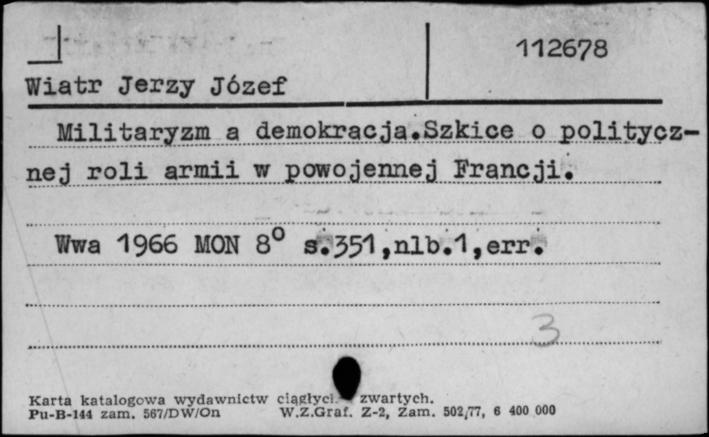 112678
Wiatr Jerzy Józef
Militaryzm a demokracja.Szkice o politycz-
nej roli armii w powojennej Francji.
Wwa 1966 MON 8° s.351,nlb.1,err.
3
Karta katalogowa wydawnictw zwartych.
Pu-B-144 zam. 567/DW/On W.Z.Graf. Z-2, Zam. 502/77, 6 400 000